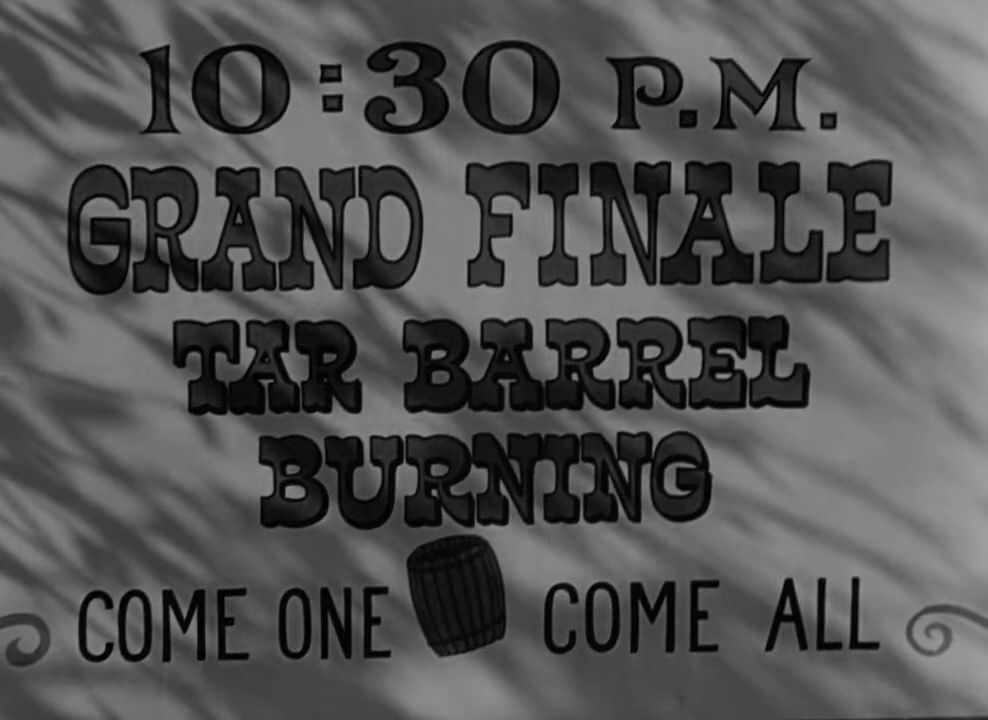 10:30 P.M.
GRAND FINALE
TAR BARREL
BURNING
COME ONE COME ALL